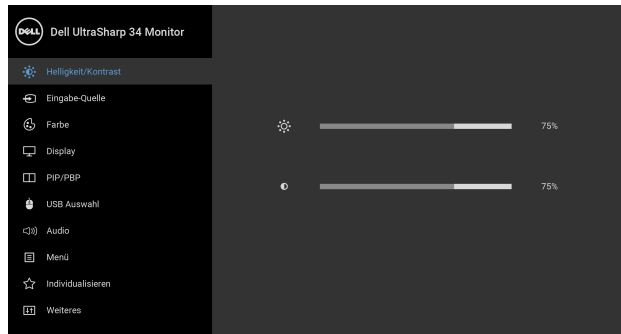 DELL Dell UltraSharp 34 Monitor
Helligkeit/Kontrast
Eingabe-Quelle
Farbe
Display
PIP/PBP
USB Auswahl
Audio
Menü
Individualisieren
Weiteres
75%
75%